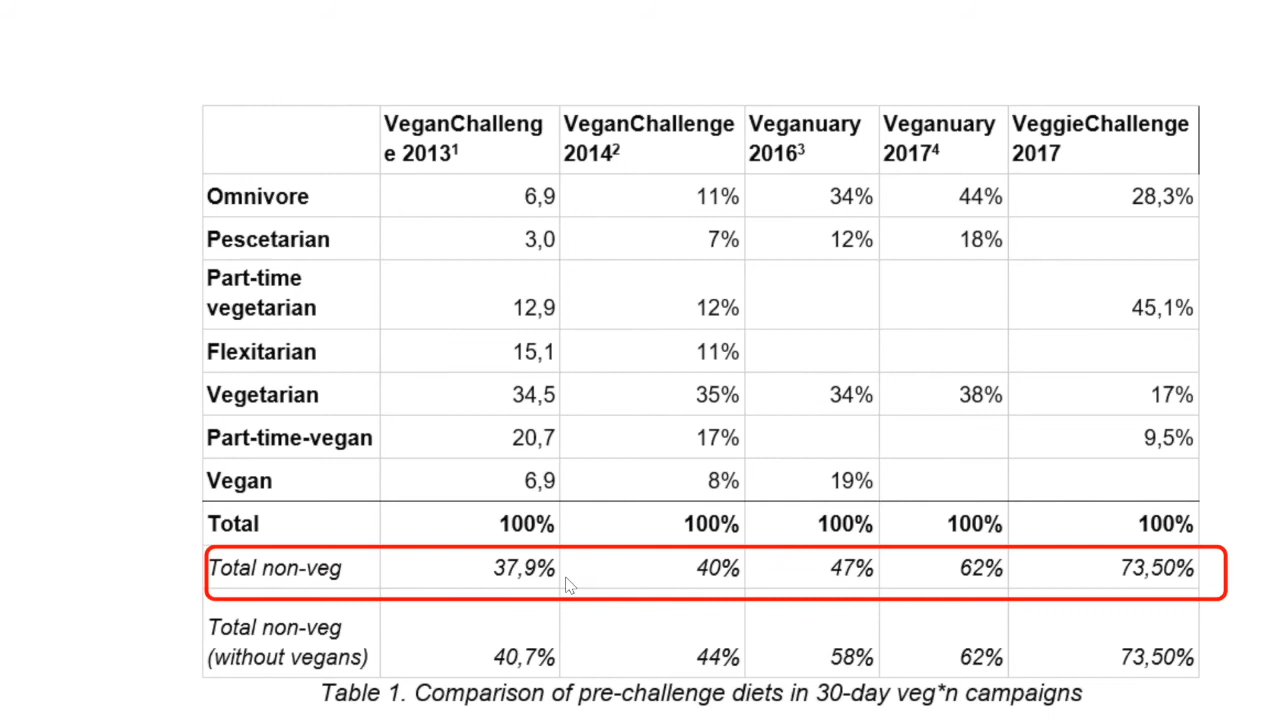 VeganChalleng VeganChallenge Veganuary Veganuary VeggieChallenge
e 2013¹ 2014² 2016³ 2017⁴ 2017
Omnivore 6,9 11% 34% 44% 28,3%
Pescetarian 3,0 7% 12% 18%
Part-time
vegetarian 12,9 12% 45,1%
Flexitarian 15,1 11%
Vegetarian 34,5 35% 34% 38% 17%
Part-time-vegan 20,7 17% 9,5%
Vegan 6,9 8% 19%
Total 100% 100% 100% 100% 100%
Total non-veg 37,9% 40% 47% 62% 73,50%
Total non-veg
(without vegans) 40,7% 44% 58% 62% 73,50%
Table 1. Comparison of pre-challenge diets in 30-day veg*n campaigns